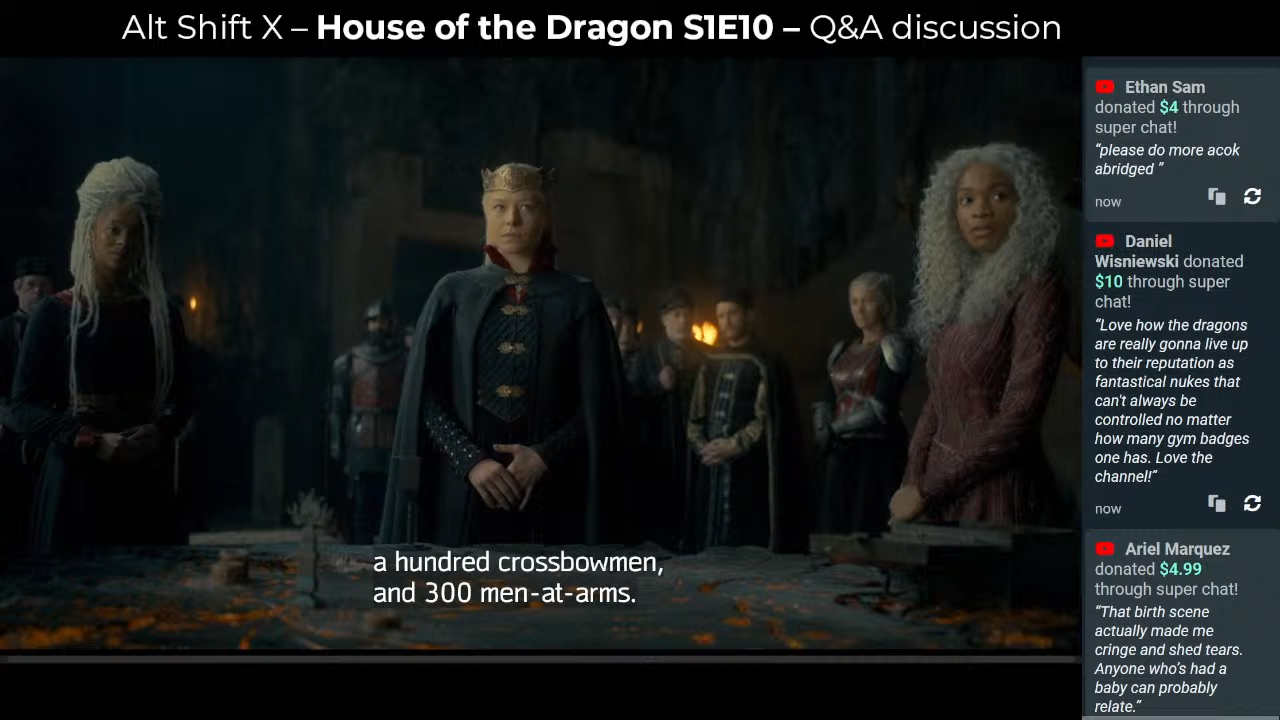 Alt Shift X – House of the Dragon S1E10 – Q&A discussion
a hundred crossbowmen,
and 300 men-at-arms.
Ethan Sam
donated $4 through
super chat!
“please do more acok
abridged ”
now
Daniel
Wisniewski donated
$10 through super
chat!
“Love how the dragons
are really gonna live up
to their reputation as
fantastical nukes that
can't always be
controlled no matter
how many gym badges
one has. Love the
channel!”
now
Ariel Marquez
donated $4.99
through super chat!
“That birth scene
actually made me
cringe and shed tears.
Anyone who’s had a
baby can probably
relate.”